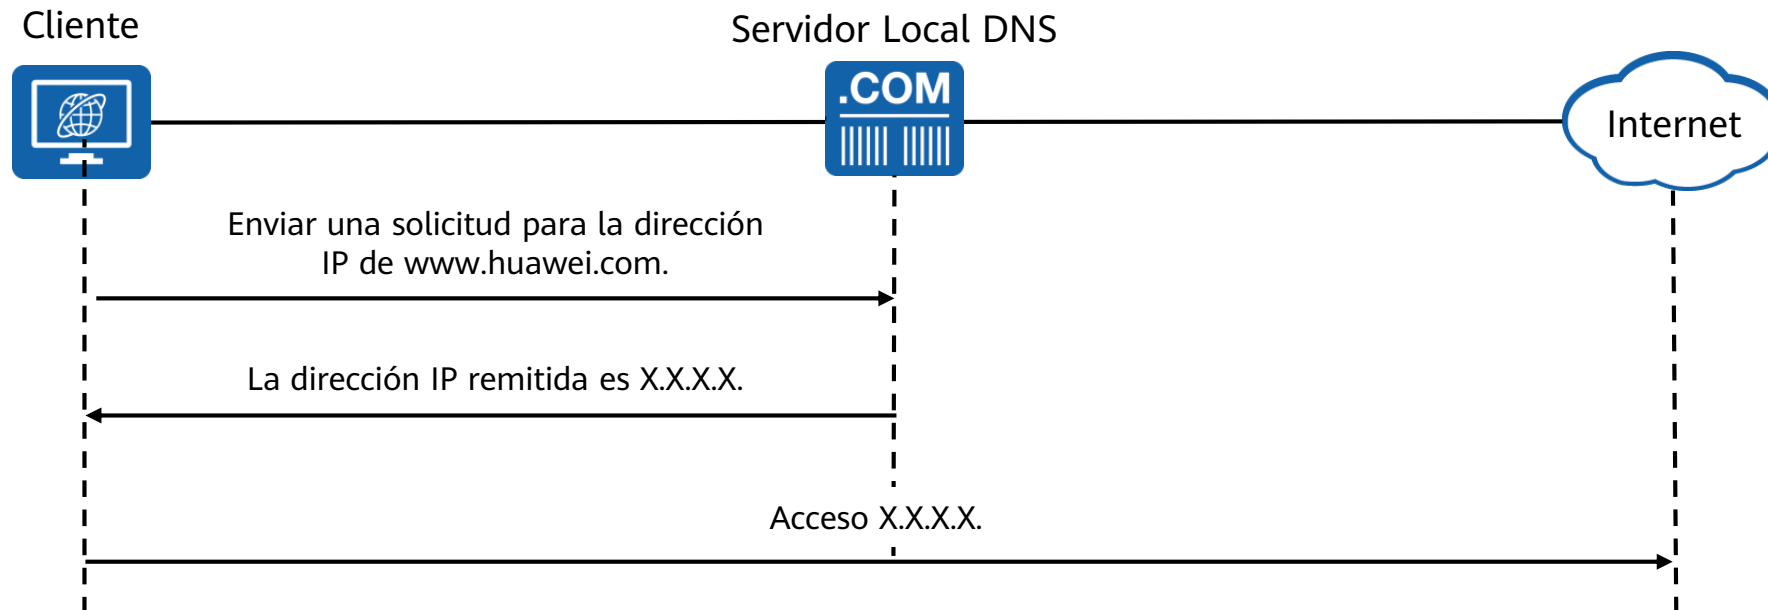 Cliente
Servidor Local DNS
.COM
Internet
Enviar una solicitud para la dirección
IP de www.huawei.com.
La dirección IP remitida es X.X.X.X.
Acceso X.X.X.X.